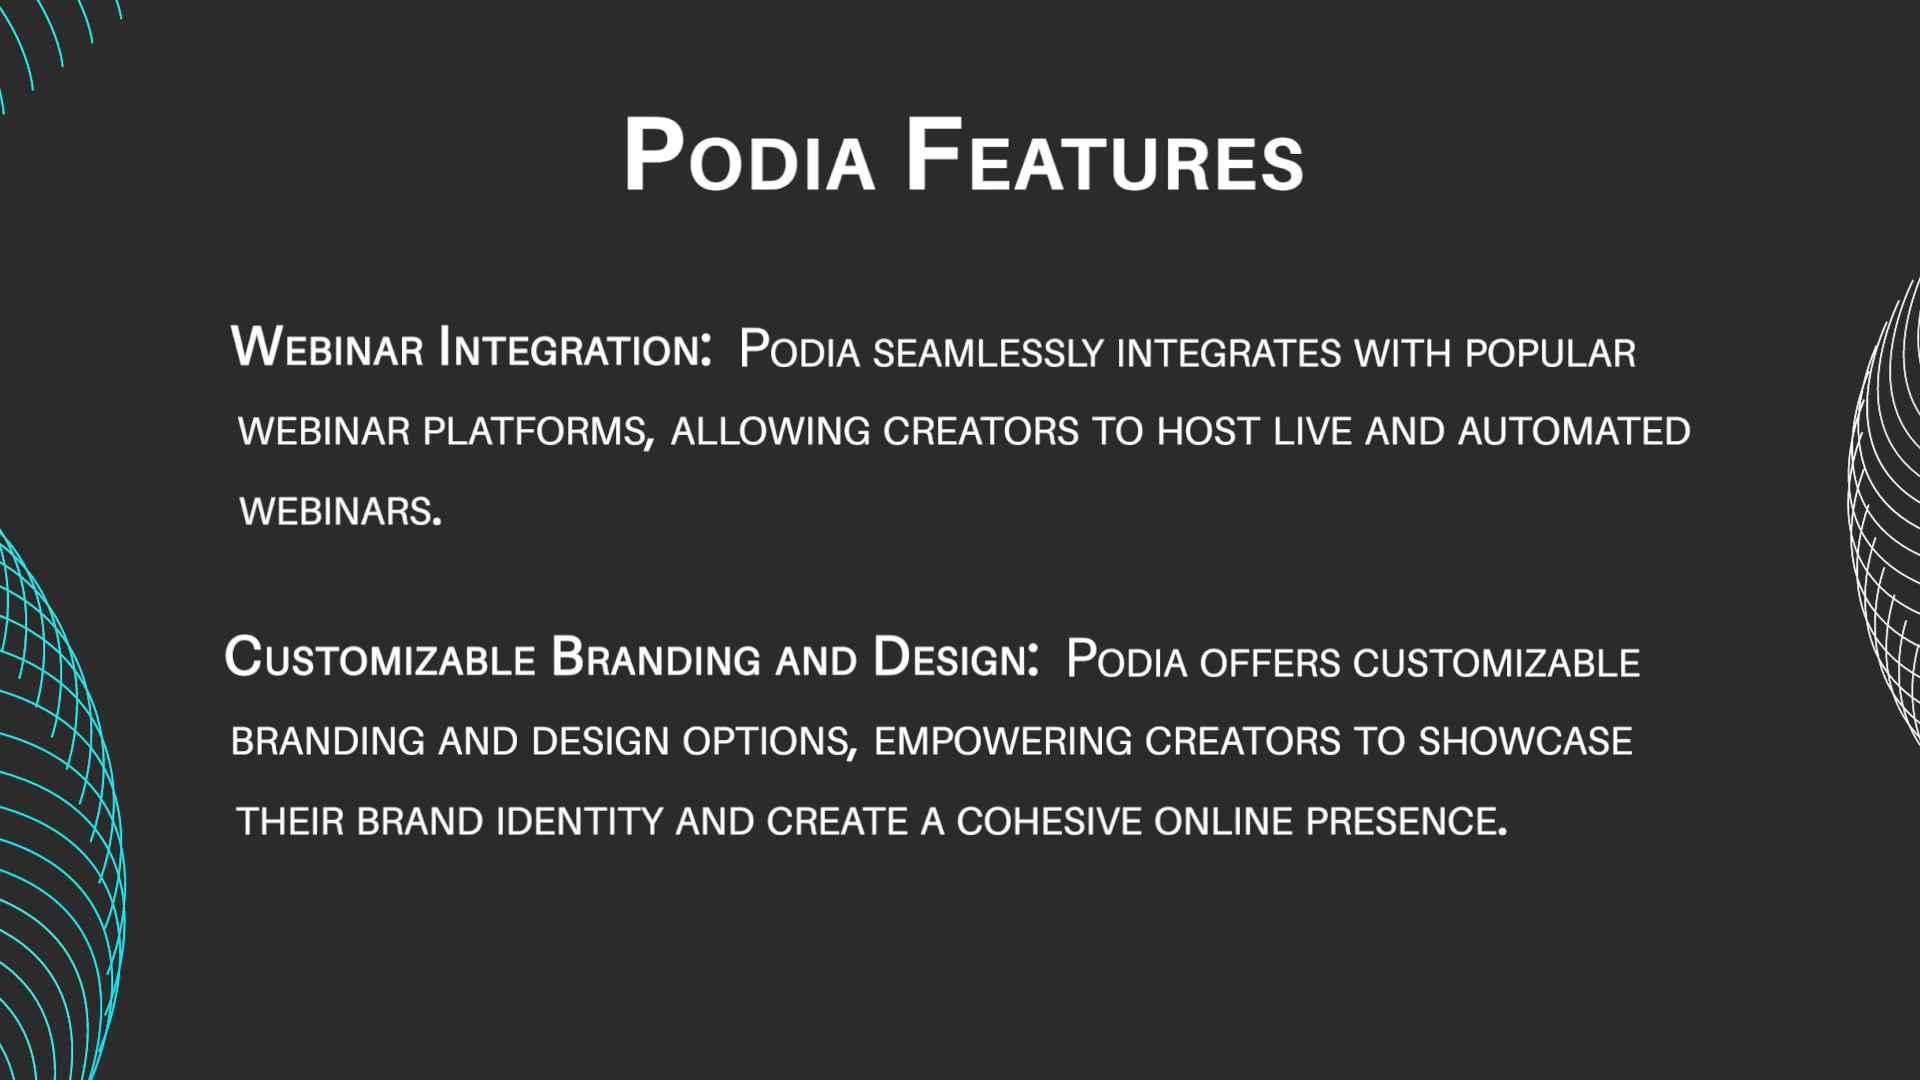 Podia Features
Webinar Integration: Podia seamlessly integrates with popular
webinar platforms, allowing creators to host live and automated
webinars.
Customizable Branding and Design: Podia offers customizable
branding and design options, empowering creators to showcase
their brand identity and create a cohesive online presence.